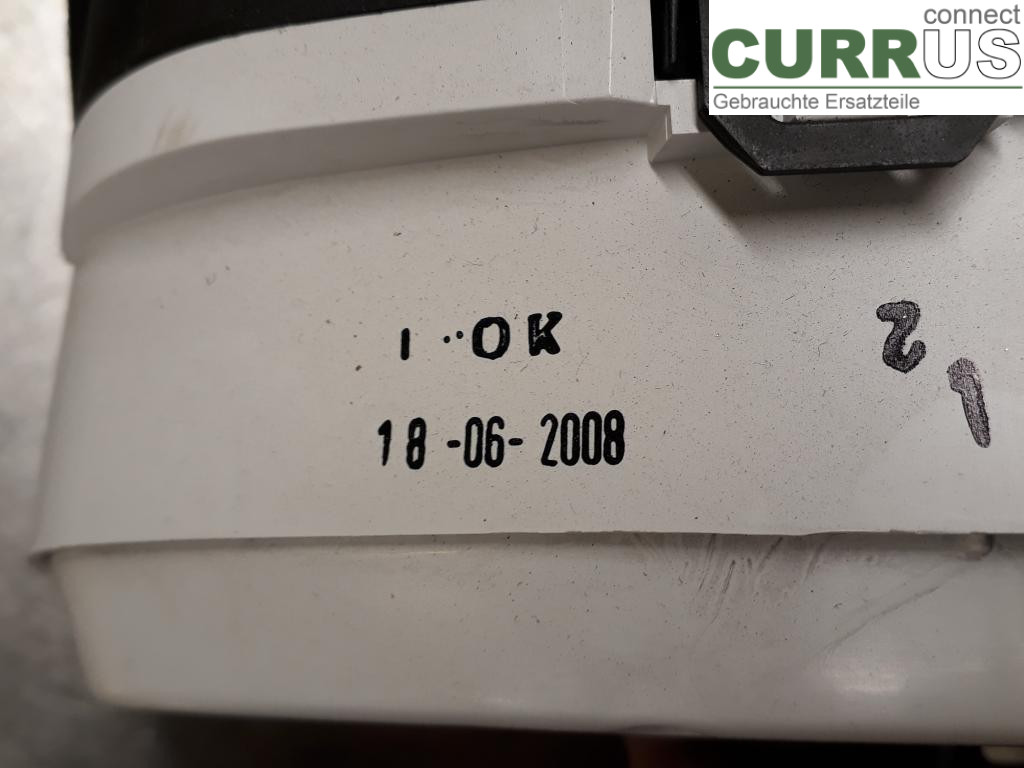 connect
CURRUS
Gebrauchte Ersatzteile
I ··OK
18-06-2008
2
1